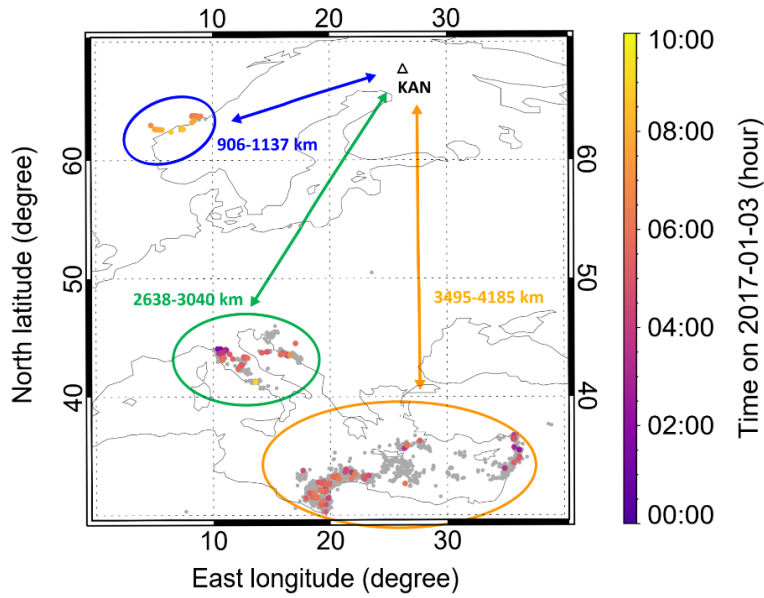 10 20 30
10:00
KAN
906-1137 km
60
60
08:00
North latitude (degree)
06:00
Time on 2017-01-03 (hour)
50
50
2638-3040 km
3495-4185 km
04:00
40
40
02:00
00:00
10 20 30
East longitude (degree)